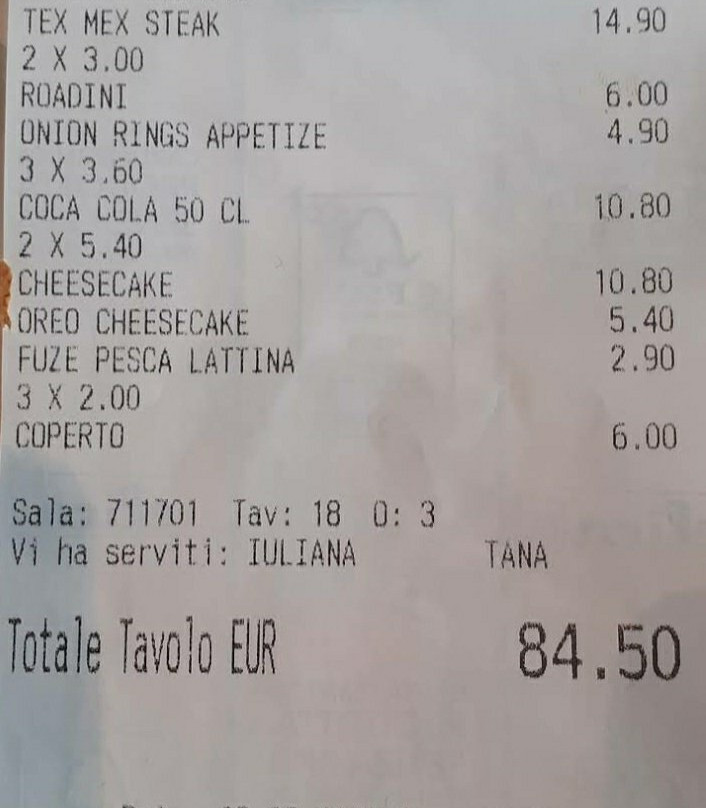 TEX MEX STEAK 14.90
2 X 3.00
ROADINI 6.00
ONION RINGS APPETIZE 4.90
3 X 3.60
COCA COLA 50 CL 10.80
2 X 5.40
CHEESECAKE 10.80
OREO CHEESECAKE 5.40
FUZE PESCA LATTINA 2.90
3 X 2.00
COPERTO 6.00
Sala: 711701 Tav: 18 O: 3
Vi ha serviti: IULIANA TANA
Totale Tavolo EUR 84.50